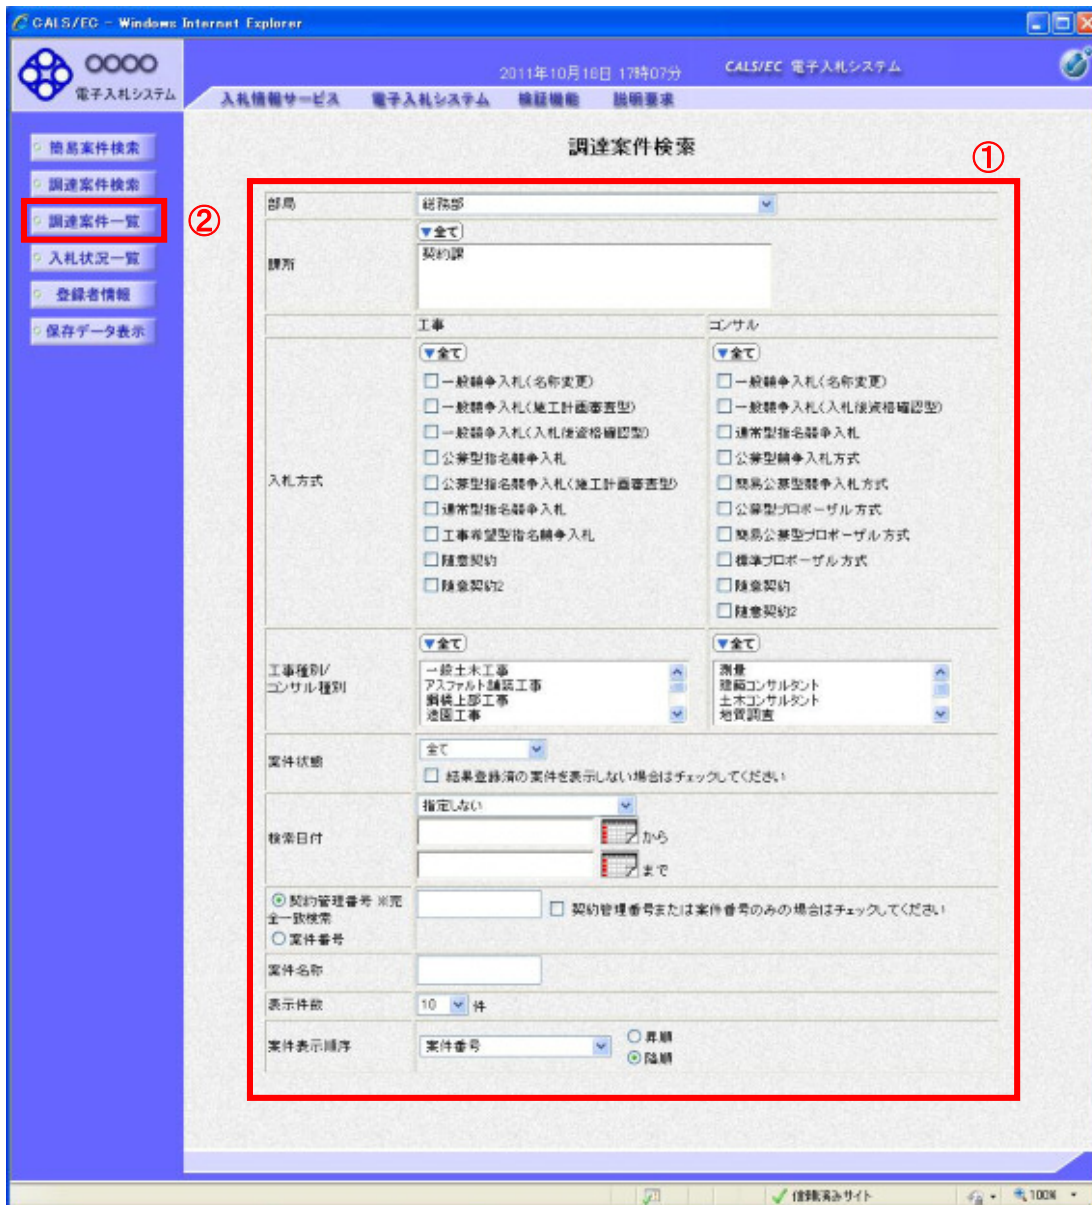 CALS/EC - Windows Internet Explorer
OOOO
電子入札システム
2011年10月18日 17時07分
CALS/EC 電子入札システム
入札情報サービス 電子入札システム 検証機能 説明要求
簡易案件検索
調達案件検索
調達案件一覧
②
入札状況一覧
登録者情報
保存データ表示
調達案件検索
①
部局 総務部
▼全て
課所 契約課
工事 コンサル
入札方式
▼全て
□一般競争入札(名称変更)
□一般競争入札(施工計画審査型)
□一般競争入札(入札後資格確認型)
□公募型指名競争入札
□公募型指名競争入札(施工計画審査型)
□通常型指名競争入札
□工事希望型指名競争入札
□随意契約
□随意契約2
▼全て
□一般競争入札(名称変更)
□一般競争入札(入札後資格確認型)
□通常型指名競争入札
□公募型競争入札方式
□簡易公募型競争入札方式
□公募型プロポーザル方式
□簡易公募型プロポーザル方式
□標準プロポーザル方式
□随意契約
□随意契約2
工事種別/
コンサル種別
▼全て
一般土木工事
アスファルト舗装工事
鋼橋上部工事
造園工事
▼全て
測量
建築コンサルタント
土木コンサルタント
地質調査
案件状態 全て
□ 結果登録済の案件を表示しない場合はチェックしてください
検索日付 指定しない
から
まで
契約管理番号 ※完
全一致検索
案件番号
□ 契約管理番号または案件番号のみの場合はチェックしてください
案件名称
表示件数 10 件
案件表示順序 案件番号
昇順
降順
信頼済みサイト
100%